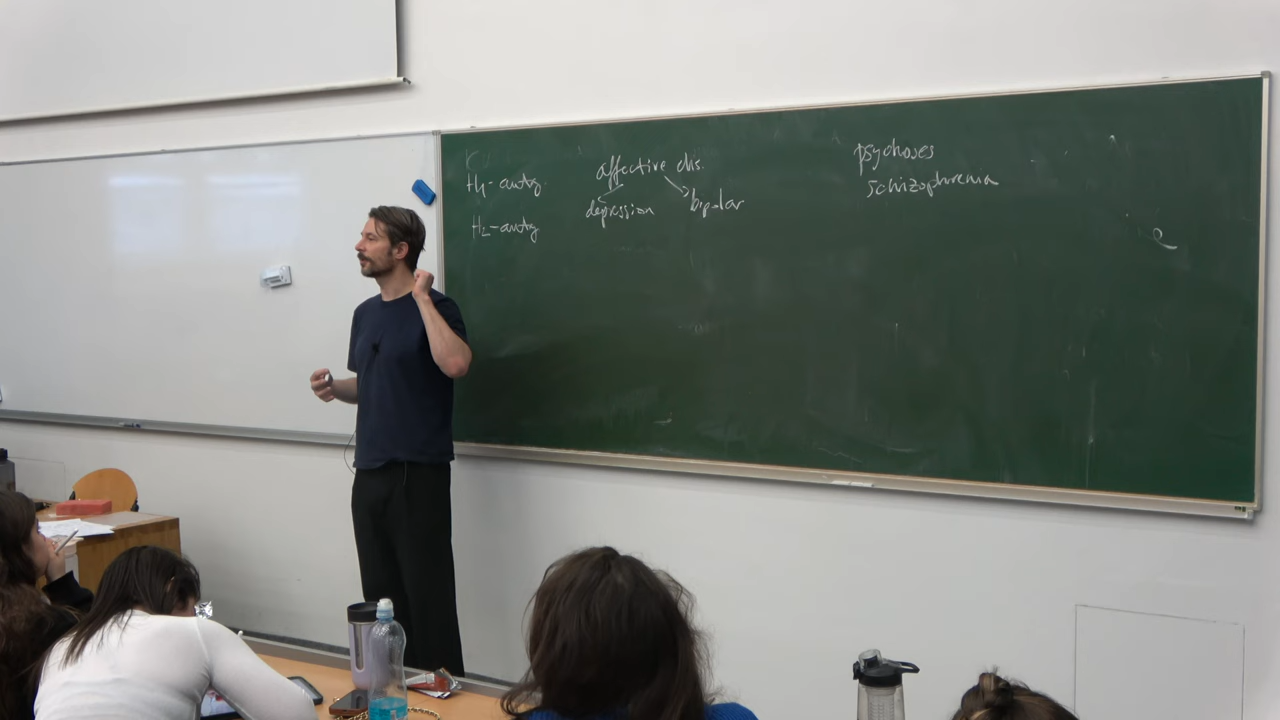 H1-antg.
H2-antg
affective dis.
depression bipolar
psychoses
schizophrenia